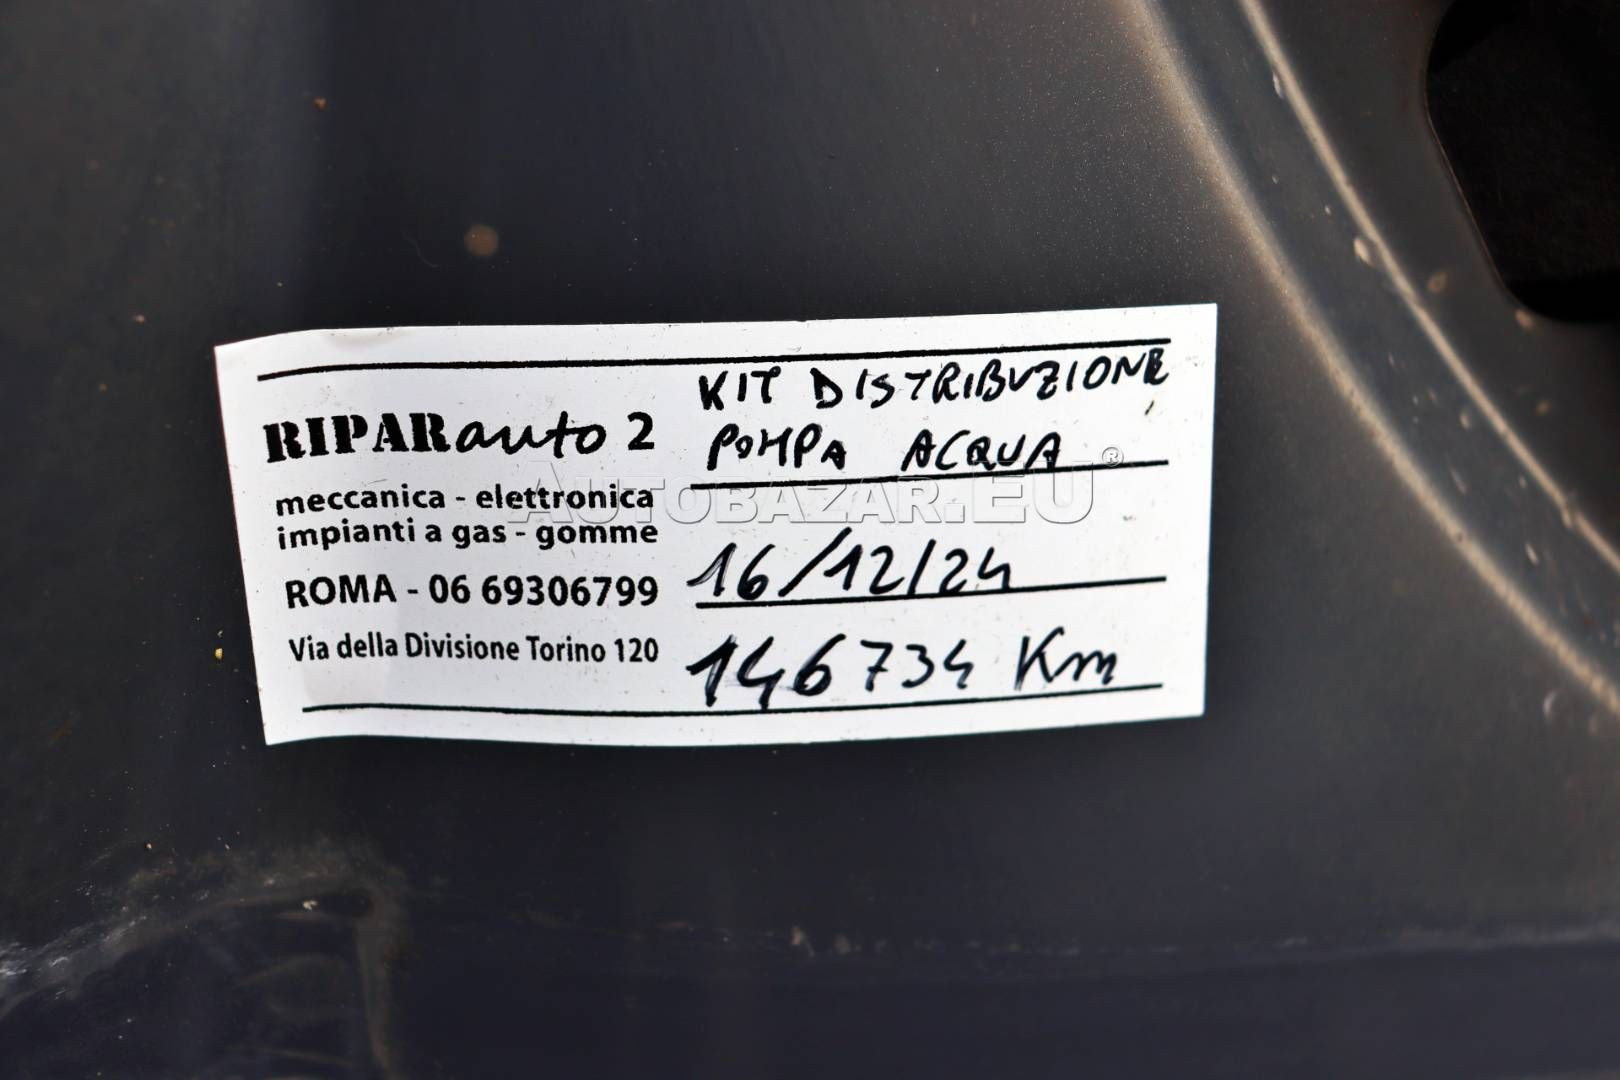 RIPARauto 2
meccanica - elettronica
impianti a gas - gomme
ROMA - 06 69306799
Via della Divisione Torino 120
KIT DISTRIBUZIONE
POMPA ACQUA
16/12/24
146734 Km
AUTOBAZAR.EU®